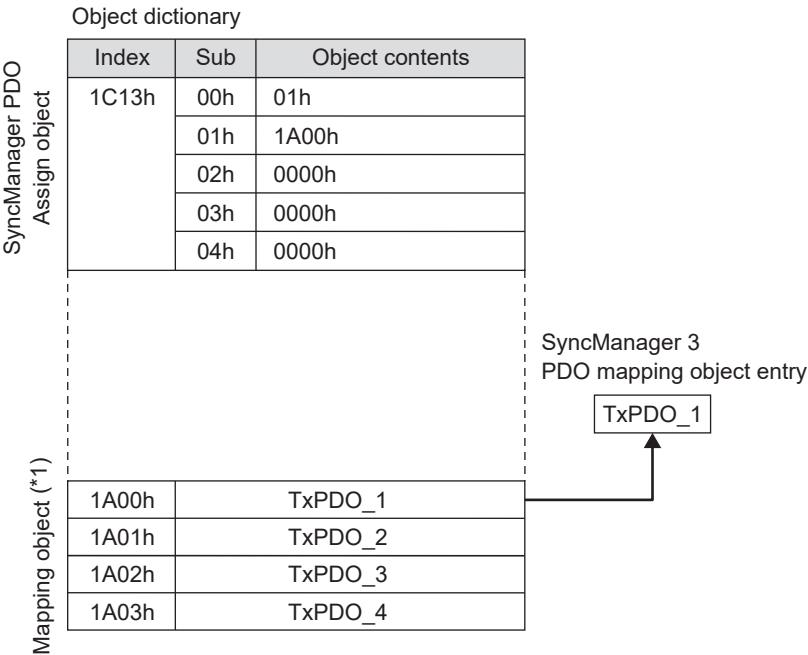 Object dictionary
SyncManager PDO
Assign object
Index Sub Object contents
1C13h 00h 01h
01h 1A00h
02h 0000h
03h 0000h
04h 0000h
SyncManager 3
PDO mapping object entry
TxPDO_1
Mapping object (*1)
1A00h TxPDO_1
1A01h TxPDO_2
1A02h TxPDO_3
1A03h TxPDO_4